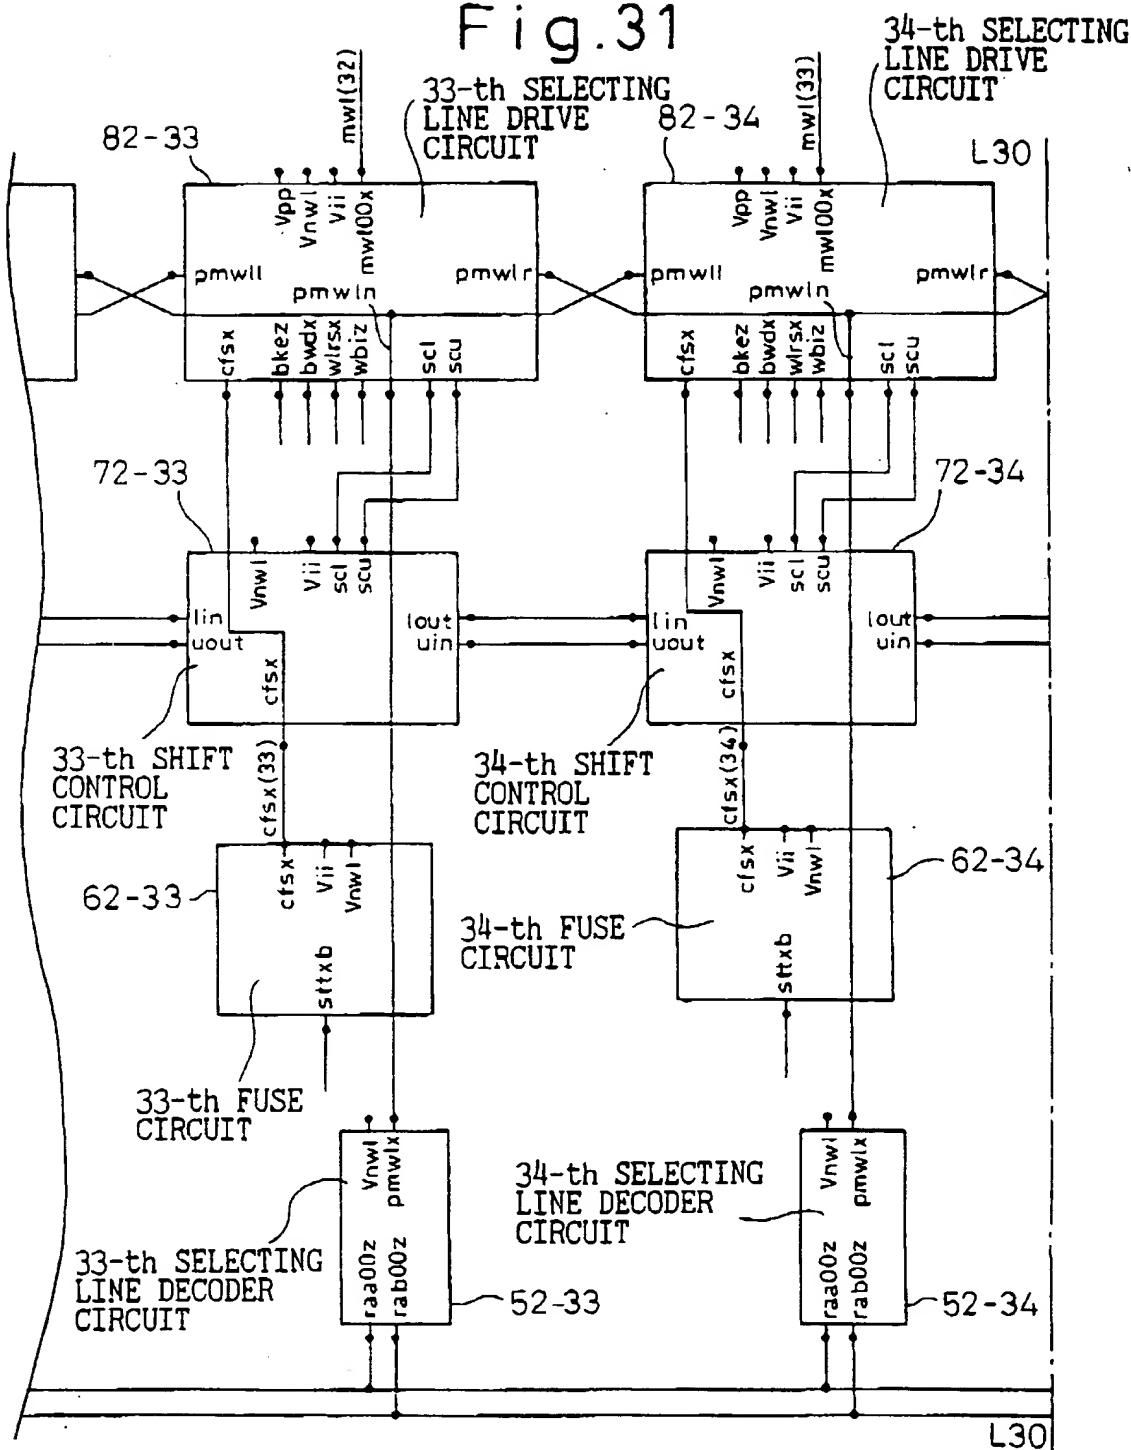 Fig.31
34-th SELECTING
LINE DRIVE
CIRCUIT
mwl(32)
33-th SELECTING
LINE DRIVE
CIRCUIT
mwl(33)
82-33
82-34
L30
Vpp
Vnwl
Vii
mwl00x
pmwll
pmwlr
pmwln
cfsx
bkez
bwdx
wlrsx
wbiz
scl
scu
Vpp
Vnwl
Vii
mwl00x
pmwll
pmwlr
pmwln
cfsx
bkez
bwdx
wlrsx
wbiz
scl
scu
72-33
72-34
Vnwl
Vii
scl
scu
lin
uout
lout
uin
cfsx
Vnwl
Vii
scl
scu
lin
uout
lout
uin
cfsx
33-th SHIFT
CONTROL
CIRCUIT
cfsx(33)
34-th SHIFT
CONTROL
CIRCUIT
cfsx(34)
62-33
cfsx
Vii
Vnwl
sttxb
62-34
cfsx
Vii
Vnwl
sttxb
34-th FUSE
CIRCUIT
33-th FUSE
CIRCUIT
Vnwl
pmwlx
raa00z
rab00z
34-th SELECTING
LINE DECODER
CIRCUIT
Vnwl
pmwlx
raa00z
rab00z
33-th SELECTING
LINE DECODER
CIRCUIT
52-33
52-34
L30